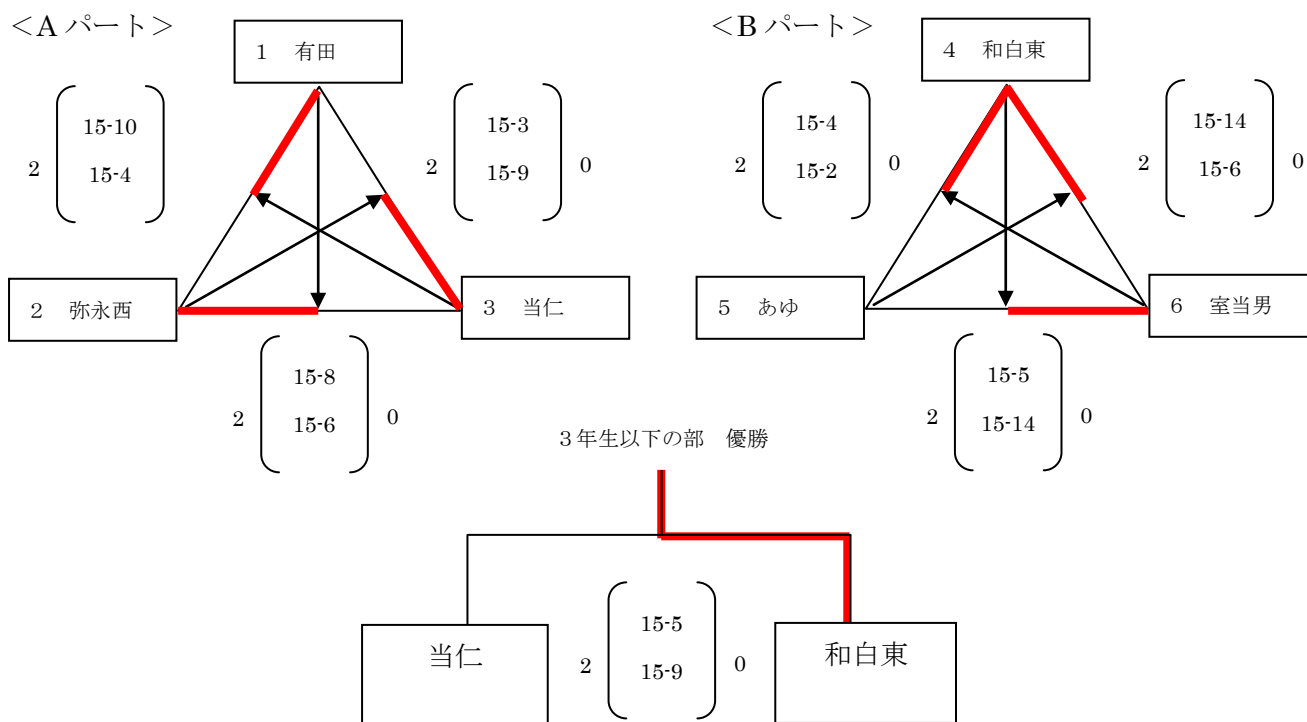 ＜A パート＞
＜B パート＞
１ 有田
４ 和白東
15-10
2
15-4
15-3
2 0
15-9
15-4
2 0
15-2
15-14
2 0
15-6
２ 弥永西
３ 当仁
５ あゆ
６ 室当男
15-8
2 0
15-6
15-5
2 0
15-14
３年生以下の部 優勝
当仁
15-5
2 0
15-9
和白東